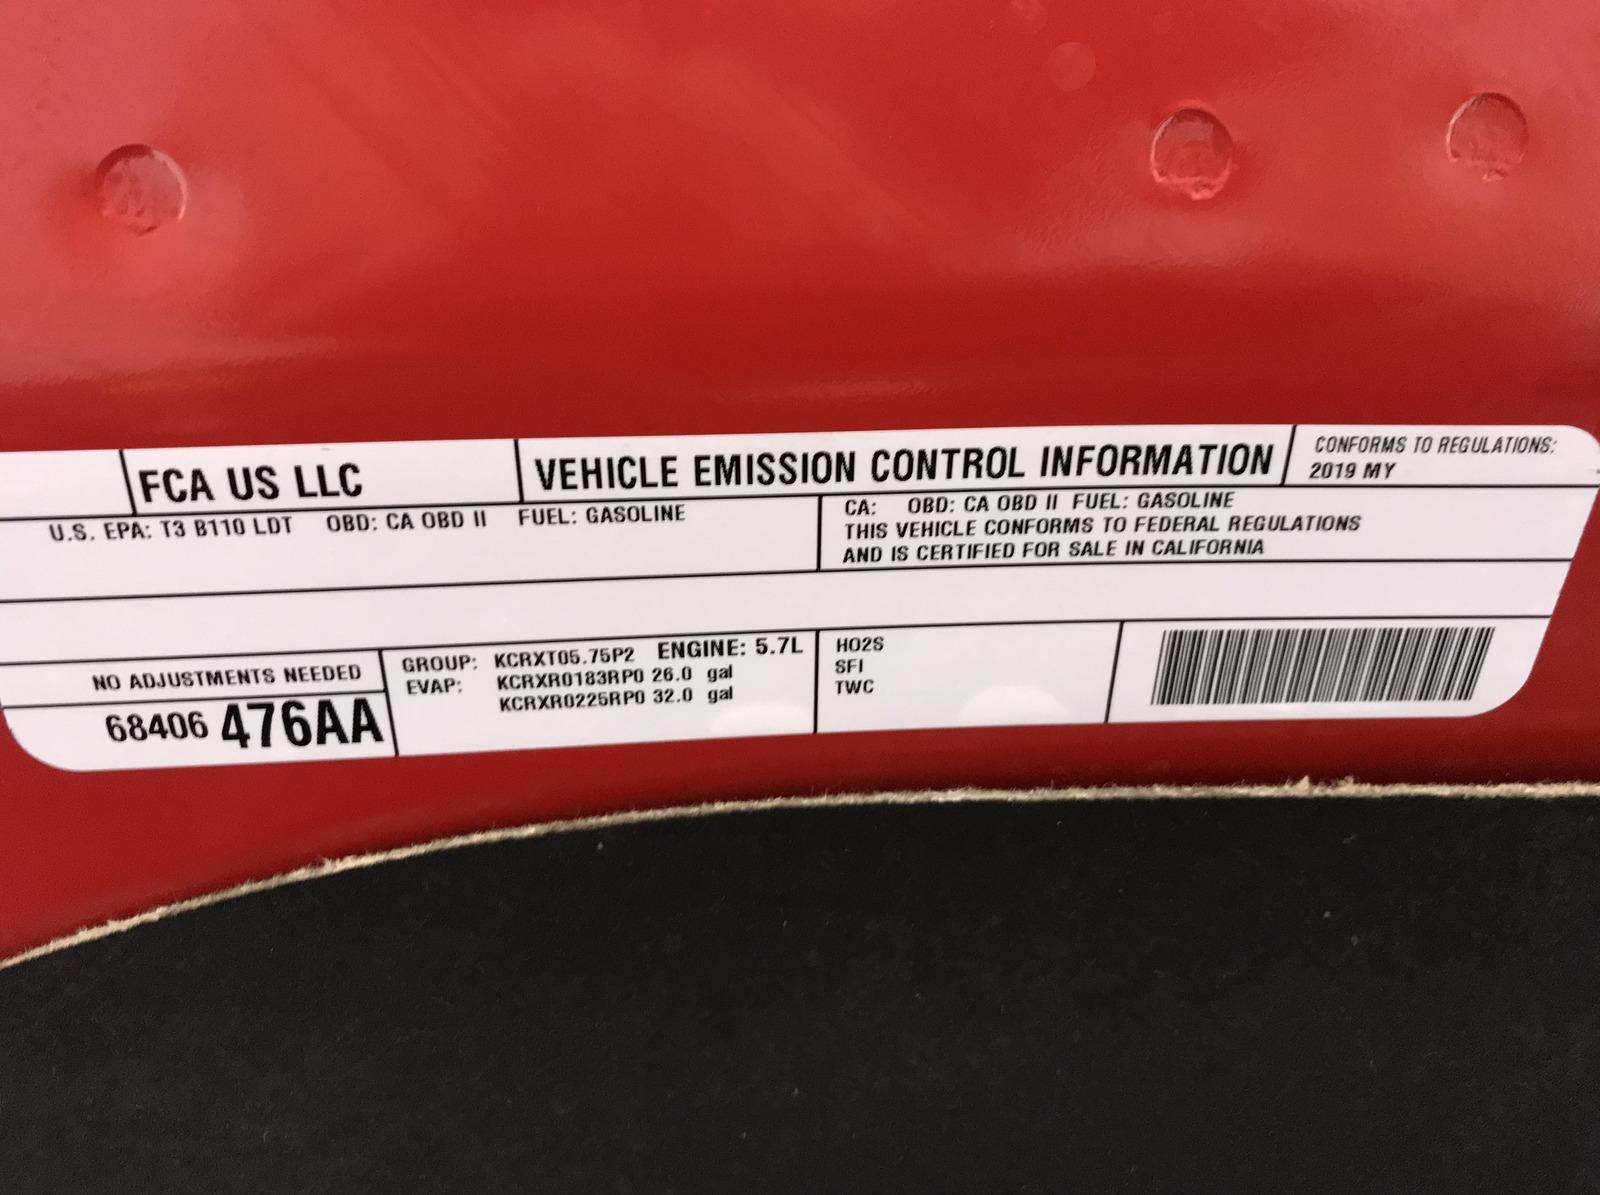 FCA US LLC
VEHICLE EMISSION CONTROL INFORMATION
CONFORMS TO REGULATIONS:
2019 MY
U.S. EPA: T3 B110 LDT OBD: CA OBD II FUEL: GASOLINE
CA: OBD: CA OBD II FUEL: GASOLINE
THIS VEHICLE CONFORMS TO FEDERAL REGULATIONS
AND IS CERTIFIED FOR SALE IN CALIFORNIA
NO ADJUSTMENTS NEEDED
68406 476AA
GROUP: KCRXT05.75P2 ENGINE: 5.7L
EVAP: KCRXR0183RP0 26.0 gal
KCRXR0225RP0 32.0 gal
HO2S
SFI
TWC